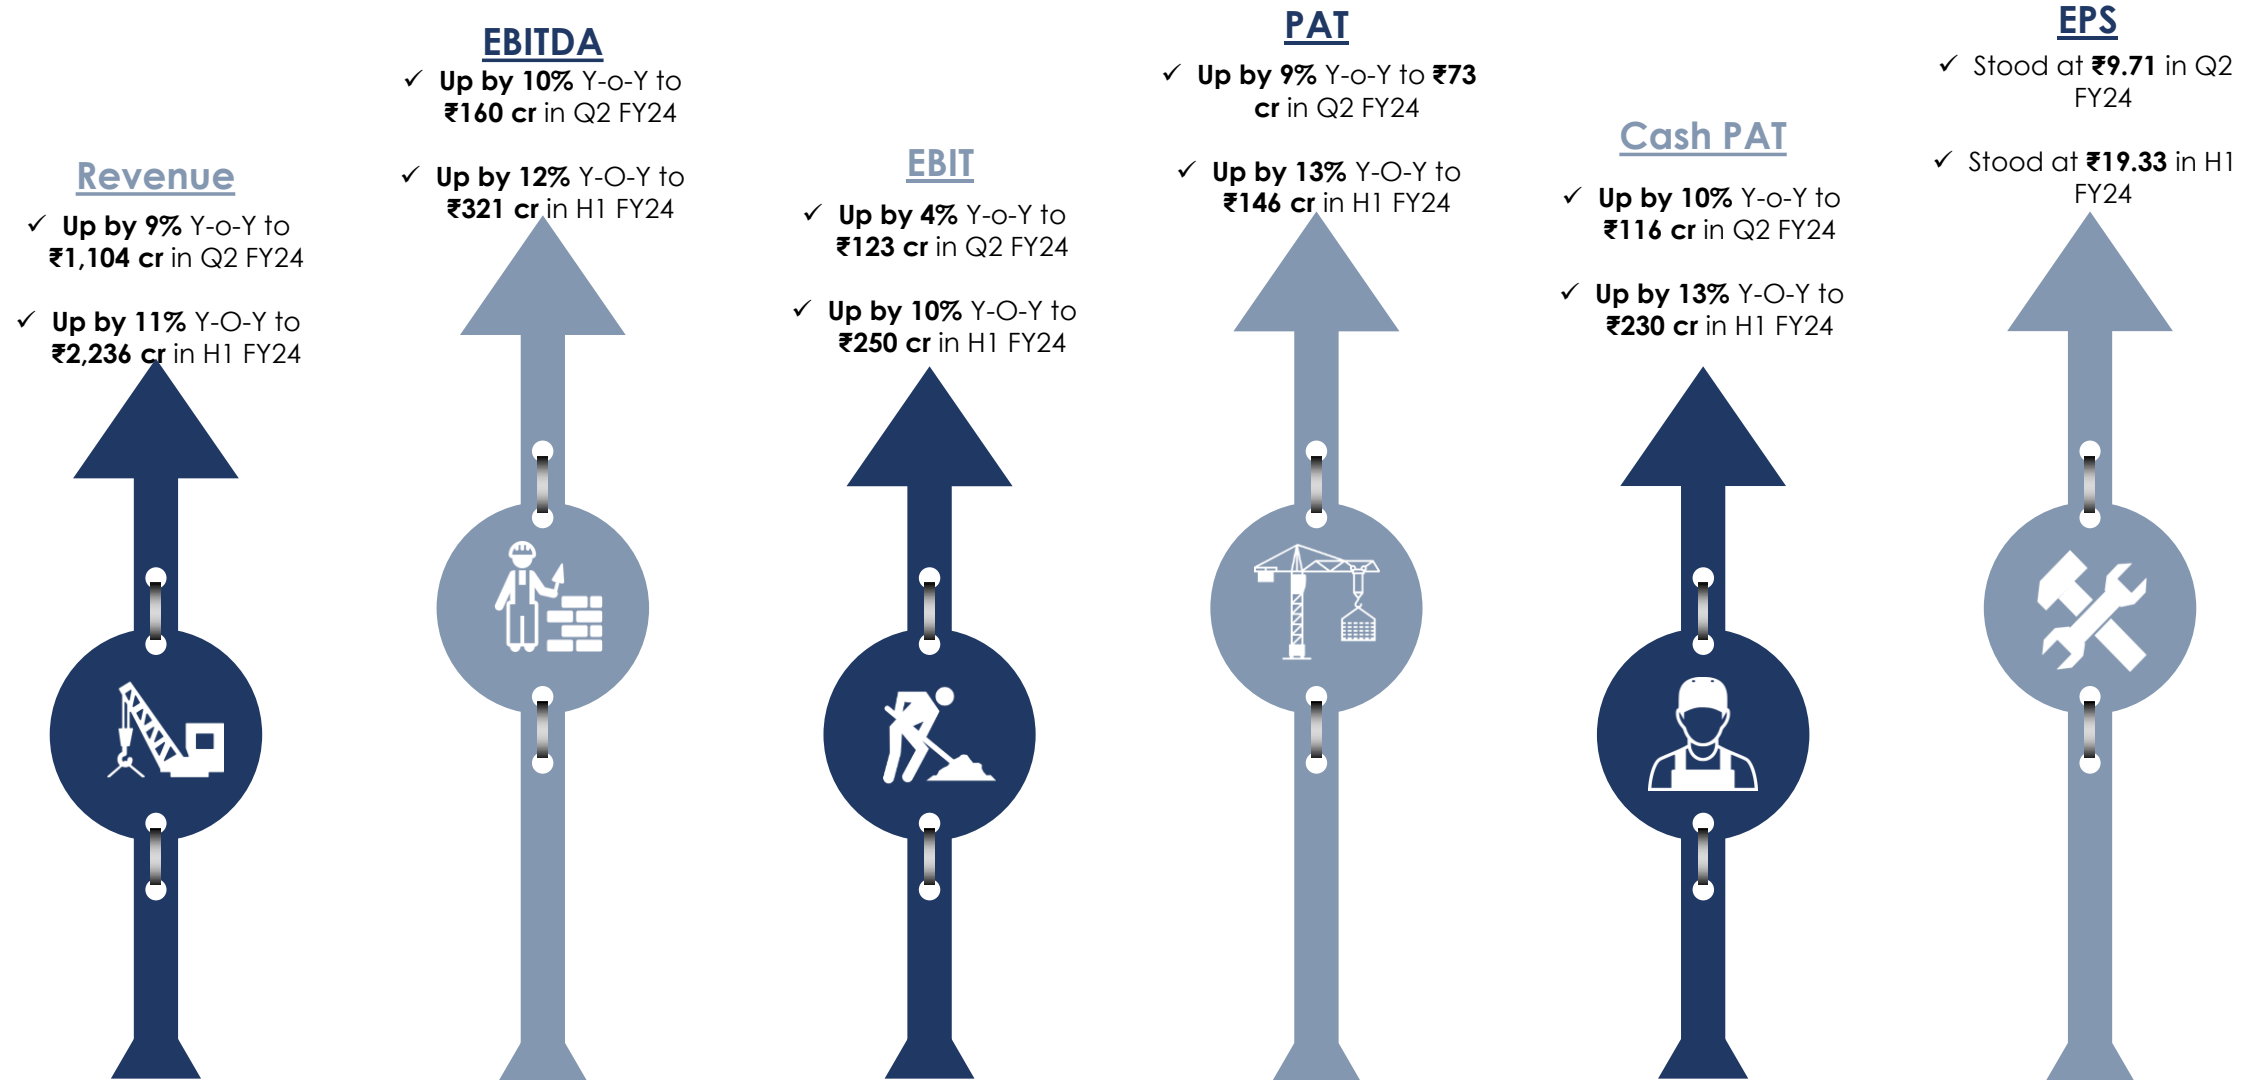 Revenue
✓ Up by 9% Y-o-Y to
₹1,104 cr in Q2 FY24
✓ Up by 11% Y-O-Y to
₹2,236 cr in H1 FY24
EBITDA
✓ Up by 10% Y-o-Y to
₹160 cr in Q2 FY24
✓ Up by 12% Y-O-Y to
₹321 cr in H1 FY24
EBIT
✓ Up by 4% Y-o-Y to
₹123 cr in Q2 FY24
✓ Up by 10% Y-O-Y to
₹250 cr in H1 FY24
PAT
✓ Up by 9% Y-o-Y to ₹73
cr in Q2 FY24
✓ Up by 13% Y-O-Y to
₹146 cr in H1 FY24
Cash PAT
✓ Up by 10% Y-o-Y to
₹116 cr in Q2 FY24
✓ Up by 13% Y-O-Y to
₹230 cr in H1 FY24
EPS
✓ Stood at ₹9.71 in Q2
FY24
✓ Stood at ₹19.33 in H1
FY24